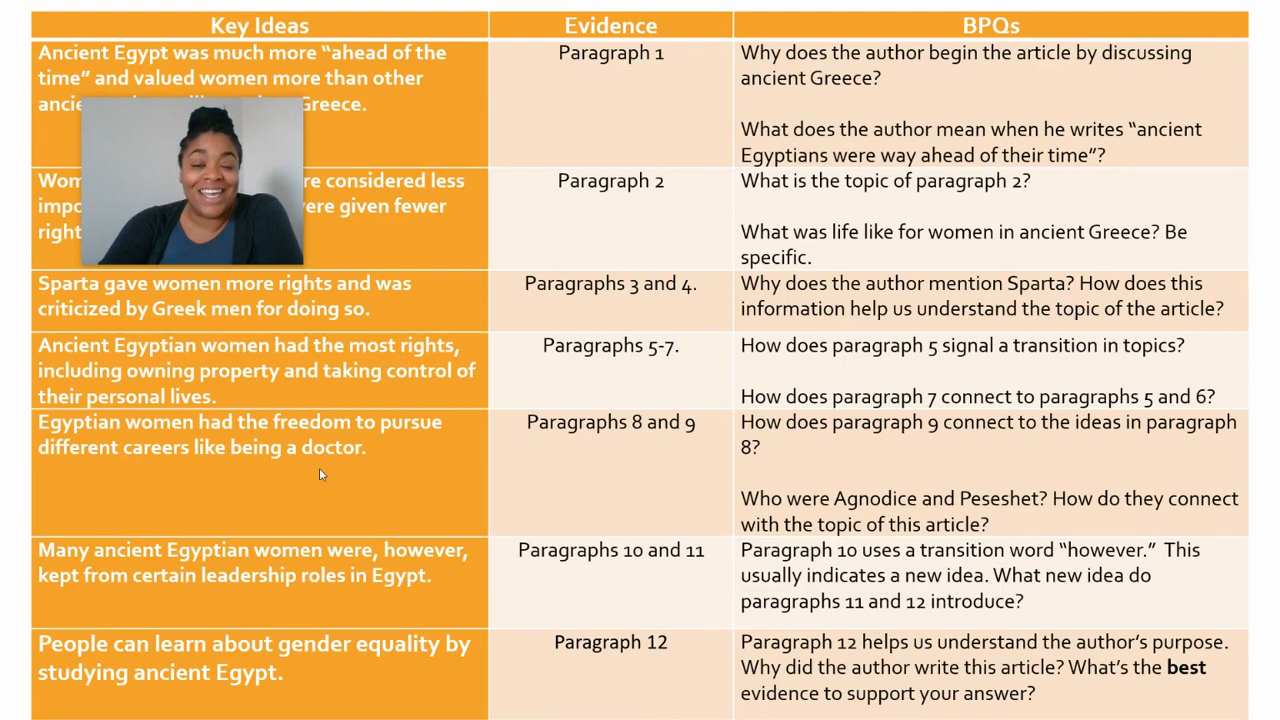 Key Ideas
Evidence
BPQs
Ancient Egypt was much more “ahead of the
time” and valued women more than other
Greece.
Paragraph 1
Why does the author begin the article by discussing
ancient Greece?
What does the author mean when he writes “ancient
Egyptians were way ahead of their time”?
considered less
given fewer
Paragraph 2
What is the topic of paragraph 2?
What was life like for women in ancient Greece? Be
specific.
Sparta gave women more rights and was
criticized by Greek men for doing so.
Paragraphs 3 and 4.
Why does the author mention Sparta? How does this
information help us understand the topic of the article?
Ancient Egyptian women had the most rights,
including owning property and taking control of
their personal lives.
Paragraphs 5-7.
How does paragraph 5 signal a transition in topics?
How does paragraph 7 connect to paragraphs 5 and 6?
Egyptian women had the freedom to pursue
different careers like being a doctor.
Paragraphs 8 and 9
How does paragraph 9 connect to the ideas in paragraph
8?
Who were Agnodice and Peseshet? How do they connect
with the topic of this article?
Many ancient Egyptian women were, however,
kept from certain leadership roles in Egypt.
Paragraphs 10 and 11
Paragraph 10 uses a transition word “however.” This
usually indicates a new idea. What new idea do
paragraphs 11 and 12 introduce?
People can learn about gender equality by
studying ancient Egypt.
Paragraph 12
Paragraph 12 helps us understand the author’s purpose.
Why did the author write this article? What’s the best
evidence to support your answer?